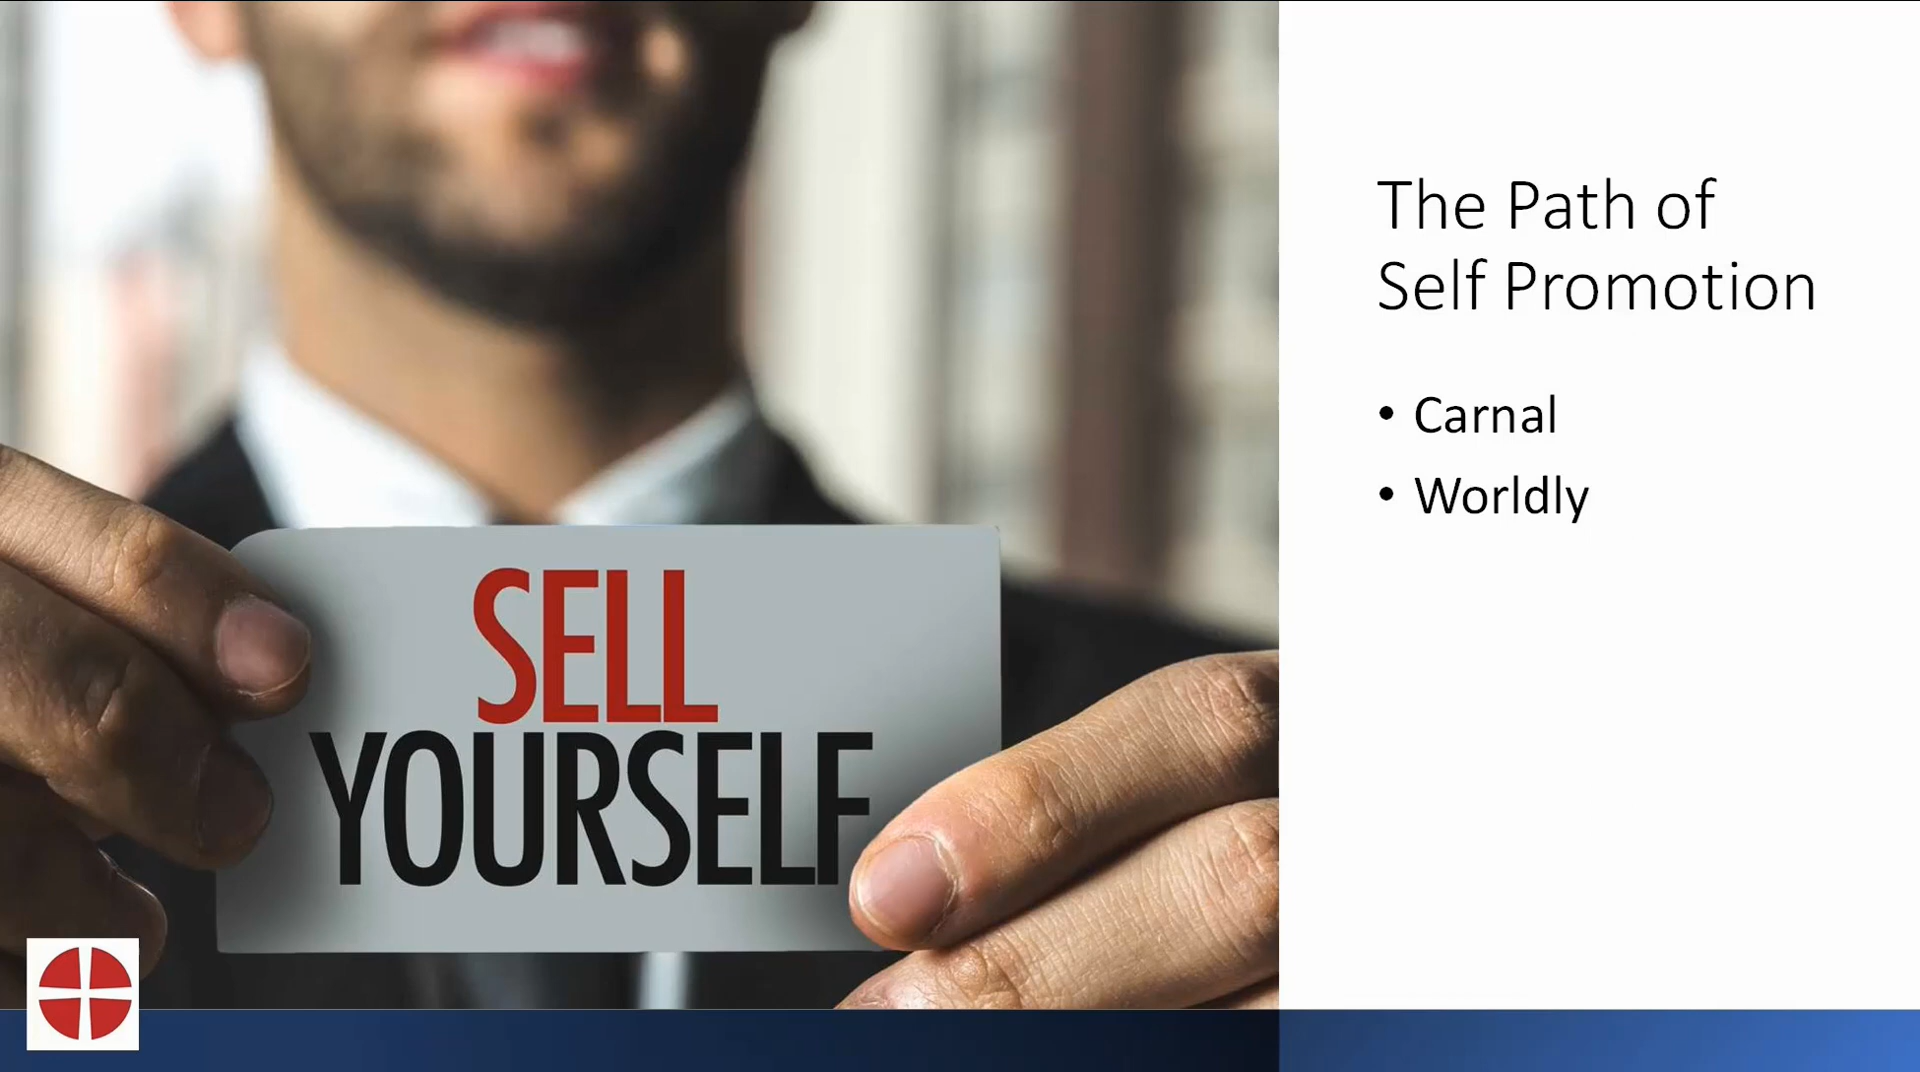 The Path of
Self Promotion
• Carnal
• Worldly
SELL
YOURSELF